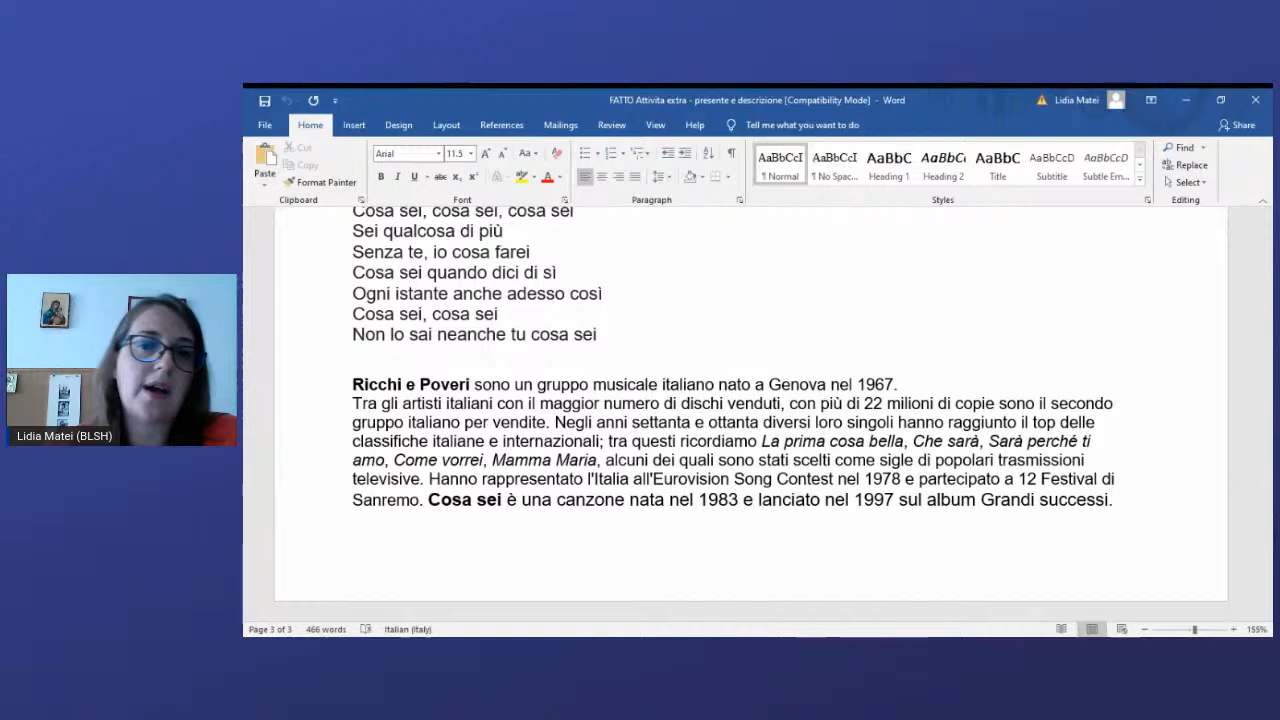 FATTO Attivita extra - presente e descrizione [Compatibility Mode] - Word
Lidia Matei
File Home Insert Design Layout References Mailings Review View Help Tell me what you want to do Share
Paste
Cut
Copy
Format Painter
Clipboard
Arial 11.5
Font
Paragraph
AaBbCcI AaBbCcI AaBbC AaBbCc AaBbC AaBbCcD AaBbCcD
¶ Normal ¶ No Spac... Heading 1 Heading 2 Title Subtitle Subtle Em...
Styles
Find
Replace
Select
Editing
Cosa sei, cosa sei, cosa sei
Sei qualcosa di più
Senza te, io cosa farei
Cosa sei quando dici di sì
Ogni istante anche adesso così
Cosa sei, cosa sei
Non lo sai neanche tu cosa sei
Ricchi e Poveri sono un gruppo musicale italiano nato a Genova nel 1967.
Tra gli artisti italiani con il maggior numero di dischi venduti, con più di 22 milioni di copie sono il secondo
gruppo italiano per vendite. Negli anni settanta e ottanta diversi loro singoli hanno raggiunto il top delle
classifiche italiane e internazionali; tra questi ricordiamo La prima cosa bella, Che sarà, Sarà perché ti
amo, Come vorrei, Mamma Maria, alcuni dei quali sono stati scelti come sigle di popolari trasmissioni
televisive. Hanno rappresentato l'Italia all'Eurovision Song Contest nel 1978 e partecipato a 12 Festival di
Sanremo. Cosa sei è una canzone nata nel 1983 e lanciato nel 1997 sul album Grandi successi.
Lidia Matei (BLSH)
Page 3 of 3 466 words Italian (Italy) 155%